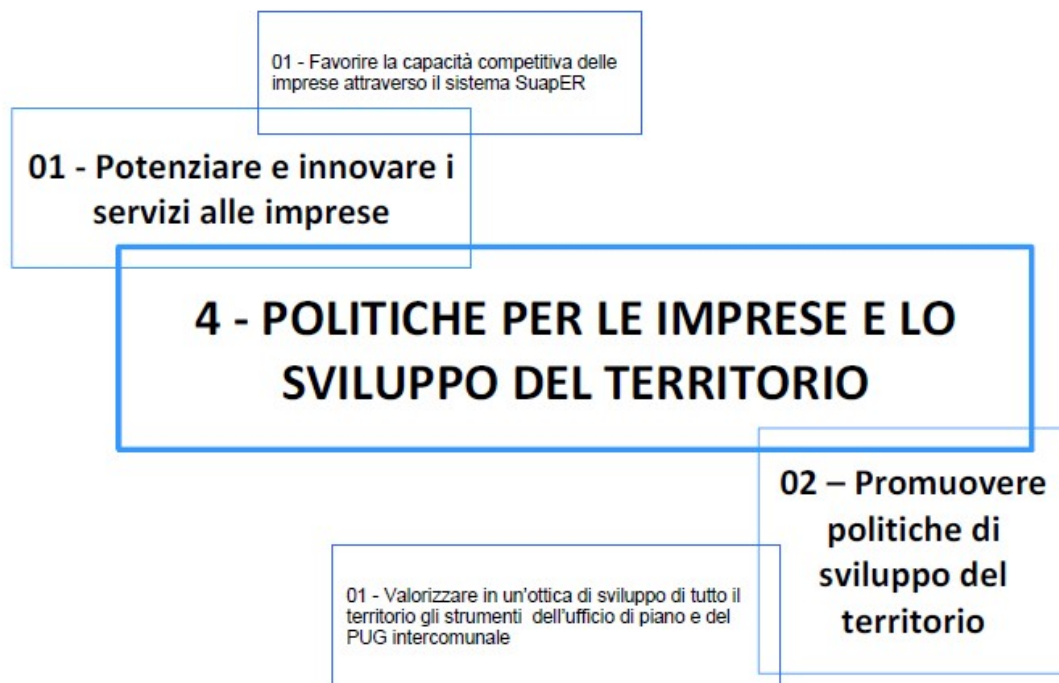 01 - Favorire la capacità competitiva delle
imprese attraverso il sistema SuapER
01 - Potenziare e innovare i
servizi alle imprese
4 - POLITICHE PER LE IMPRESE E LO
SVILUPPO DEL TERRITORIO
02 – Promuovere
politiche di
sviluppo del
territorio
01 - Valorizzare in un'ottica di sviluppo di tutto il
territorio gli strumenti  dell'ufficio di piano e del
PUG intercomunale